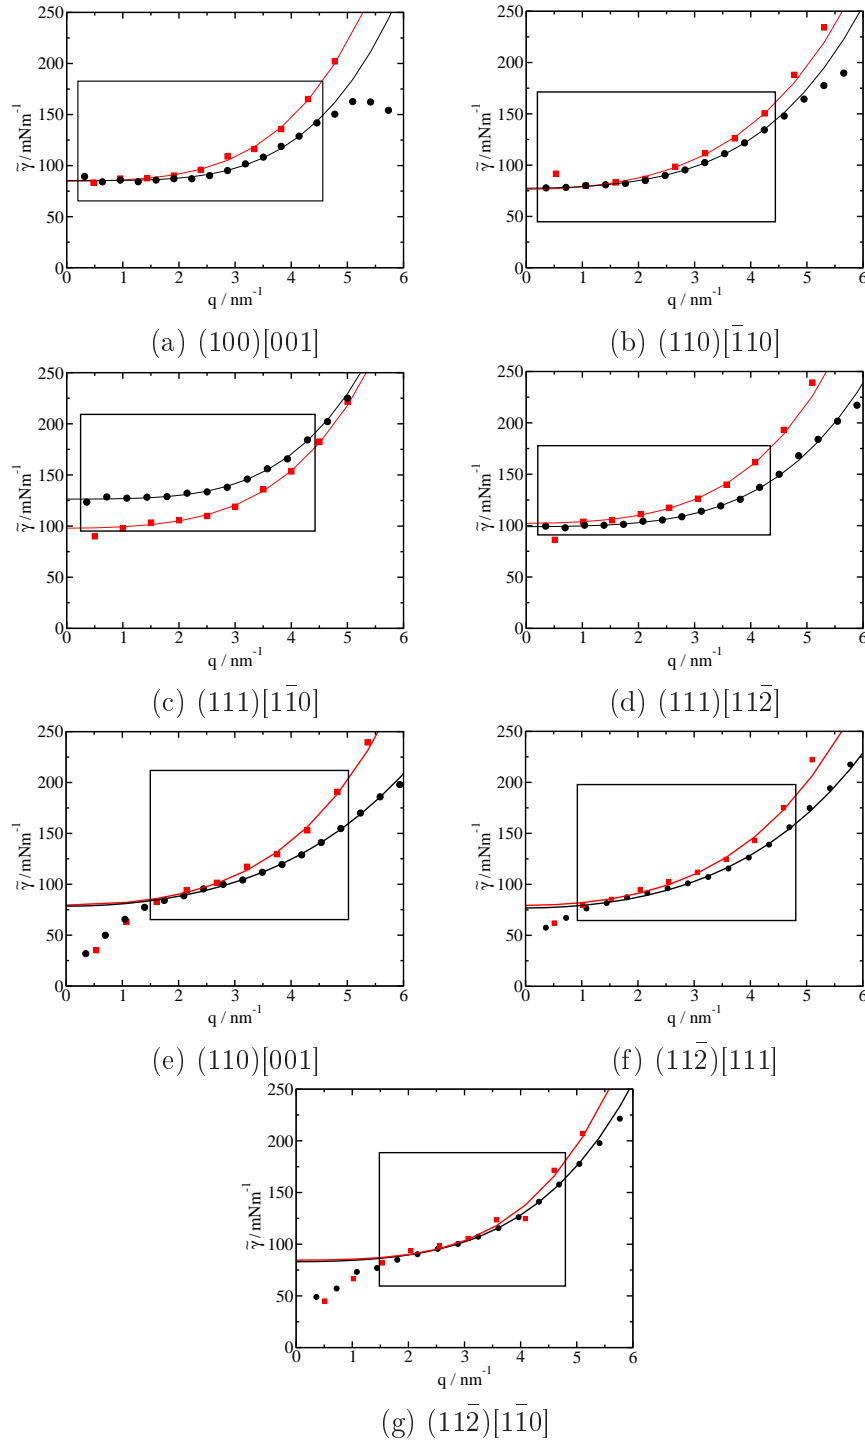 250
200
150
100
50
0
γ̃ / mNm⁻¹
0 1 2 3 4 5 6
q / nm⁻¹
(a) (100)[001]
250
200
150
100
50
0
γ̃ / mNm⁻¹
0 1 2 3 4 5 6
q / nm⁻¹
(b) (110)[1̄10]
250
200
150
100
50
0
γ̃ / mNm⁻¹
0 1 2 3 4 5 6
q / nm⁻¹
(c) (111)[11̄0]
250
200
150
100
50
0
γ̃ / mNm⁻¹
0 1 2 3 4 5 6
q / nm⁻¹
(d) (111)[112̄]
250
200
150
100
50
0
γ̃ / mNm⁻¹
0 1 2 3 4 5 6
q / nm⁻¹
(e) (110)[001]
250
200
150
100
50
0
γ̃ / mNm⁻¹
0 1 2 3 4 5 6
q / nm⁻¹
(f) (112̄)[111]
250
200
150
100
50
0
γ̃ / mNm⁻¹
0 1 2 3 4 5 6
q / nm⁻¹
(g) (112̄)[11̄0]